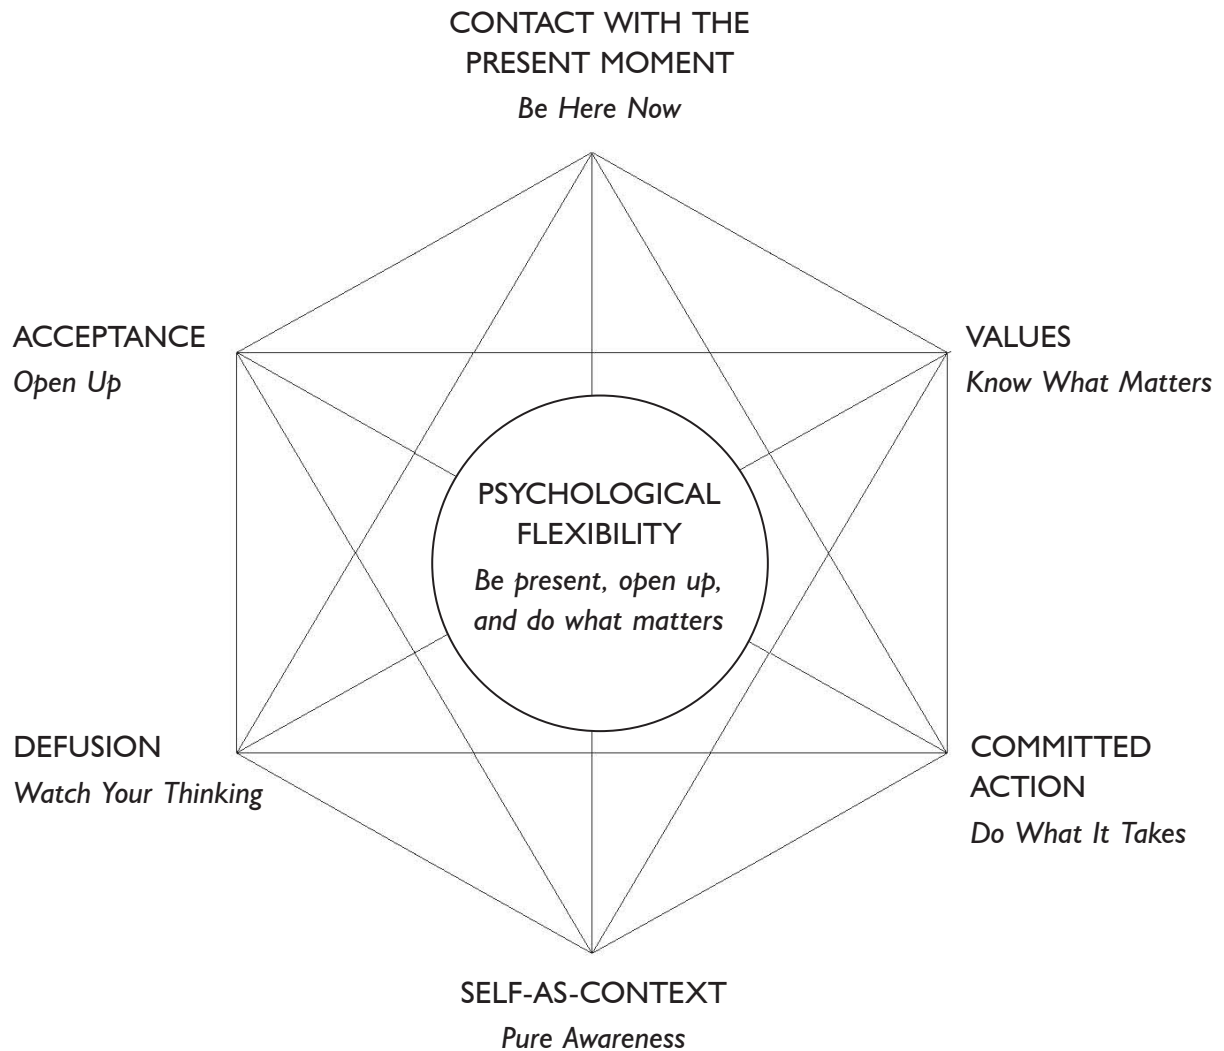 CONTACT WITH THE
PRESENT MOMENT
Be Here Now
ACCEPTANCE
Open Up
VALUES
Know What Matters
PSYCHOLOGICAL
FLEXIBILITY
Be present, open up,
and do what matters
DEFUSION
Watch Your Thinking
COMMITTED
ACTION
Do What It Takes
SELF-AS-CONTEXT
Pure Awareness